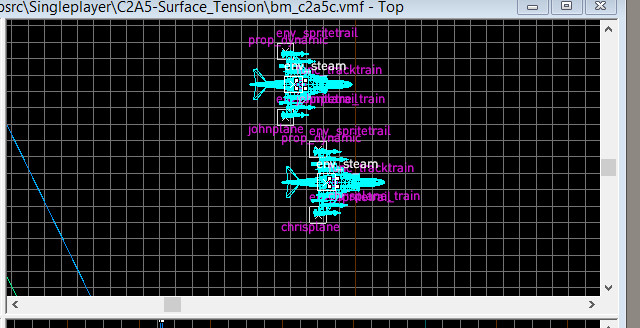 osrc\Singleplayer\C2A5-Surface_Tension\bm_c2a5c.vmf - Top
env_spritetrail
prop_dynamic
env_steam
johnplane
env_spritetrail
prop_dynamic
env_steam
chrisplane